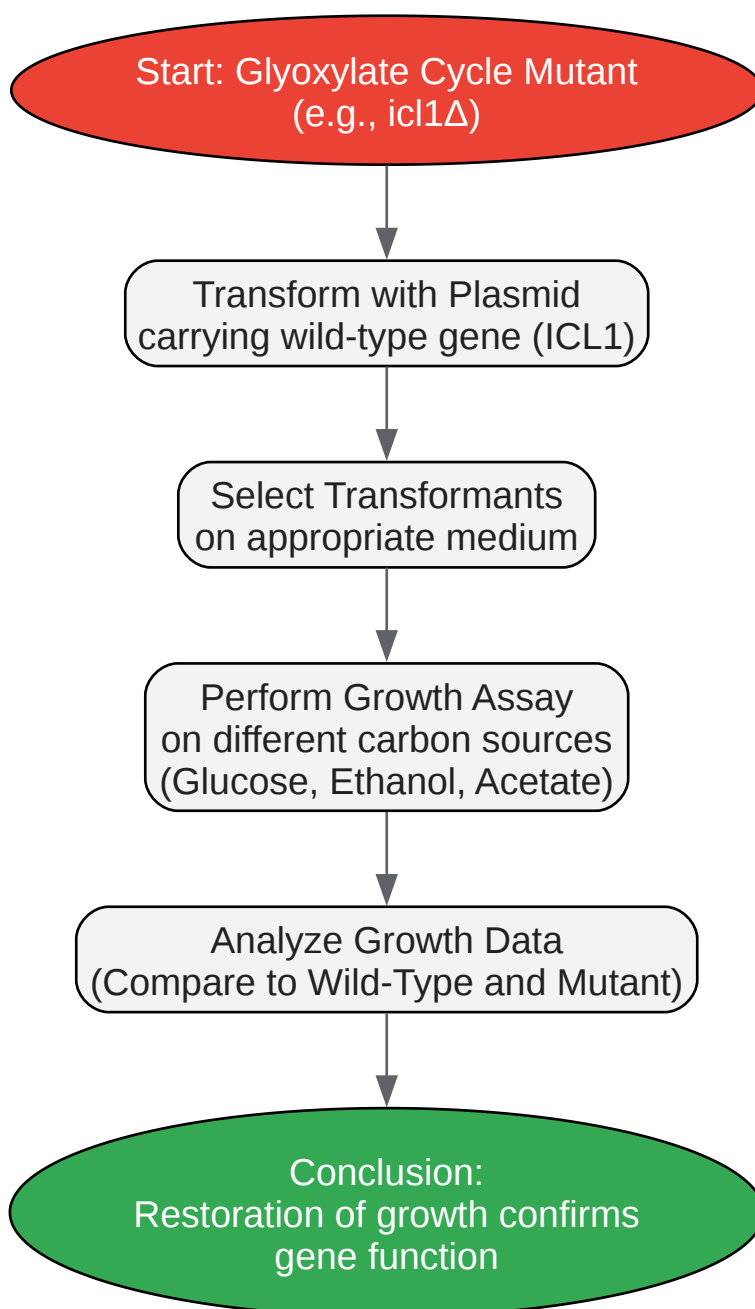 Start: Glyoxylate Cycle Mutant
(e.g., icl1Δ)
Transform with Plasmid
carrying wild-type gene (ICL1)
Select Transformants
on appropriate medium
Perform Growth Assay
on different carbon sources
(Glucose, Ethanol, Acetate)
Analyze Growth Data
(Compare to Wild-Type and Mutant)
Conclusion:
Restoration of growth confirms
gene function